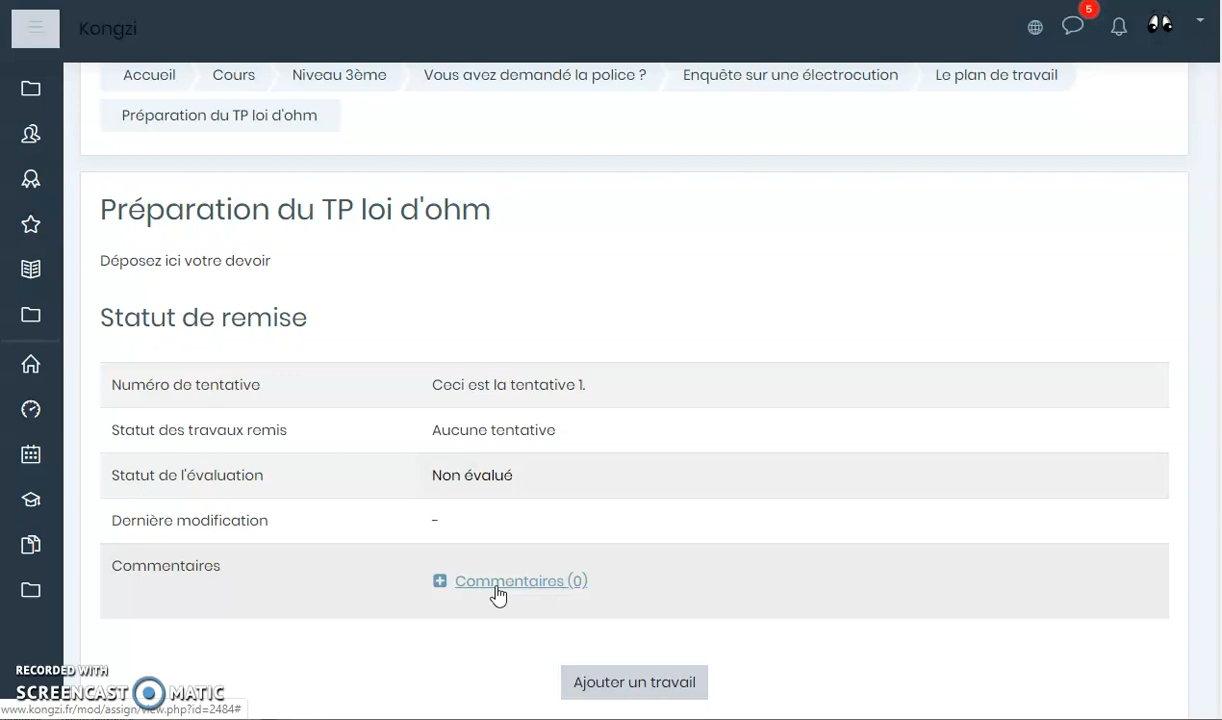 Kongzi
5
Accueil Cours Niveau 3ème Vous avez demandé la police ? Enquête sur une électrocution Le plan de travail
Préparation du TP loi d'ohm
Préparation du TP loi d'ohm
Déposez ici votre devoir
Statut de remise
Numéro de tentative Ceci est la tentative 1.
Statut des travaux remis Aucune tentative
Statut de l'évaluation Non évalué
Dernière modification -
Commentaires
Commentaires (0)
Ajouter un travail
RECORDED WITH
SCREENCAST MATIC
www.kongzi.fr/mod/assign/view.php?id=2484#